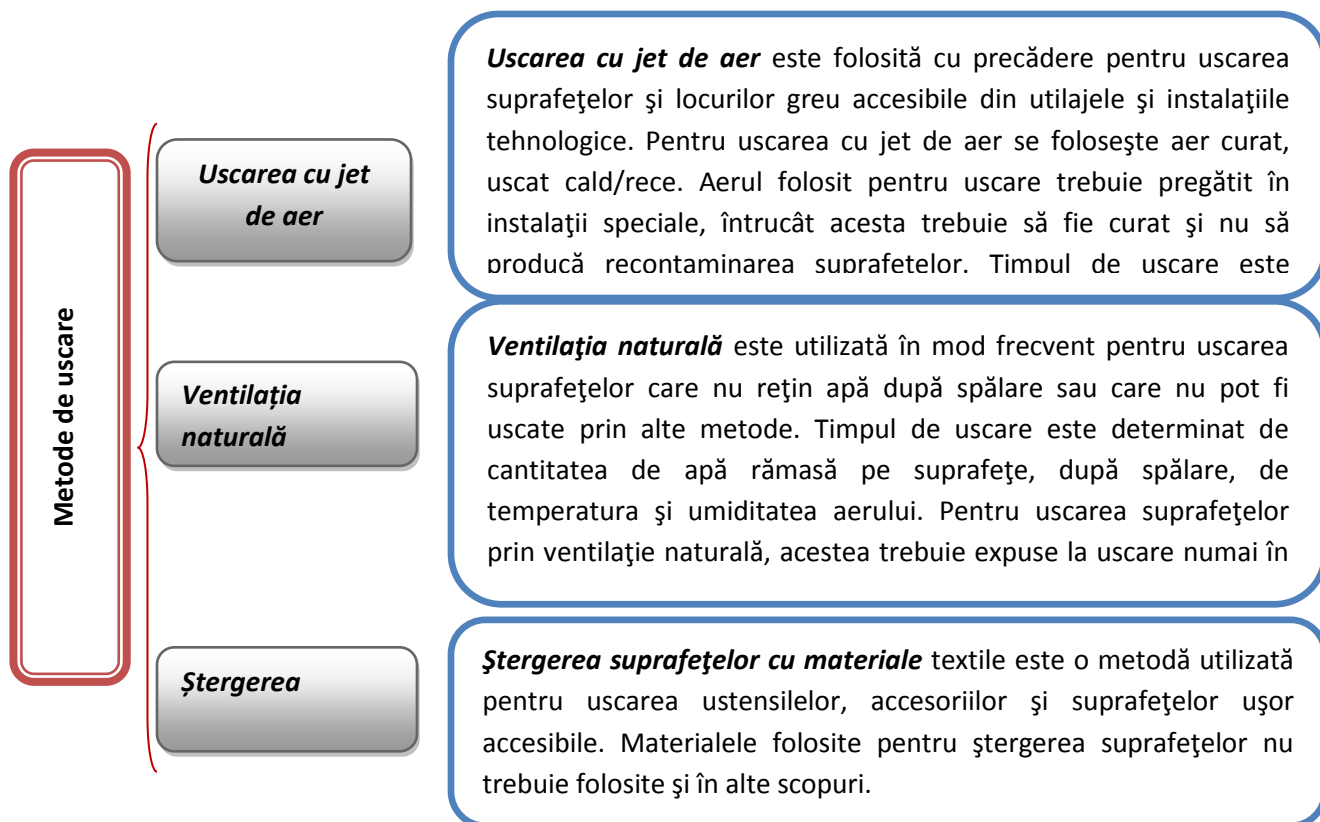 Metode de uscare
Uscarea cu jet
de aer
Uscarea cu jet de aer este folosită cu precădere pentru uscarea
suprafeţelor şi locurilor greu accesibile din utilajele şi instalaţiile
tehnologice. Pentru uscarea cu jet de aer se foloseşte aer curat,
uscat cald/rece. Aerul folosit pentru uscare trebuie pregătit în
instalaţii speciale, întrucât acesta trebuie să fie curat şi nu să
producă recontaminarea suprafeţelor. Timpul de uscare este
Ventilația
naturală
Ventilaţia naturală este utilizată în mod frecvent pentru uscarea
suprafeţelor care nu reţin apă după spălare sau care nu pot fi
uscate prin alte metode. Timpul de uscare este determinat de
cantitatea de apă rămasă pe suprafeţe, după spălare, de
temperatura şi umiditatea aerului. Pentru uscarea suprafeţelor
prin ventilaţie naturală, acestea trebuie expuse la uscare numai în
Ștergerea
Ştergerea suprafeţelor cu materiale textile este o metodă utilizată
pentru uscarea ustensilelor, accesoriilor şi suprafeţelor uşor
accesibile. Materialele folosite pentru ştergerea suprafeţelor nu
trebuie folosite şi în alte scopuri.